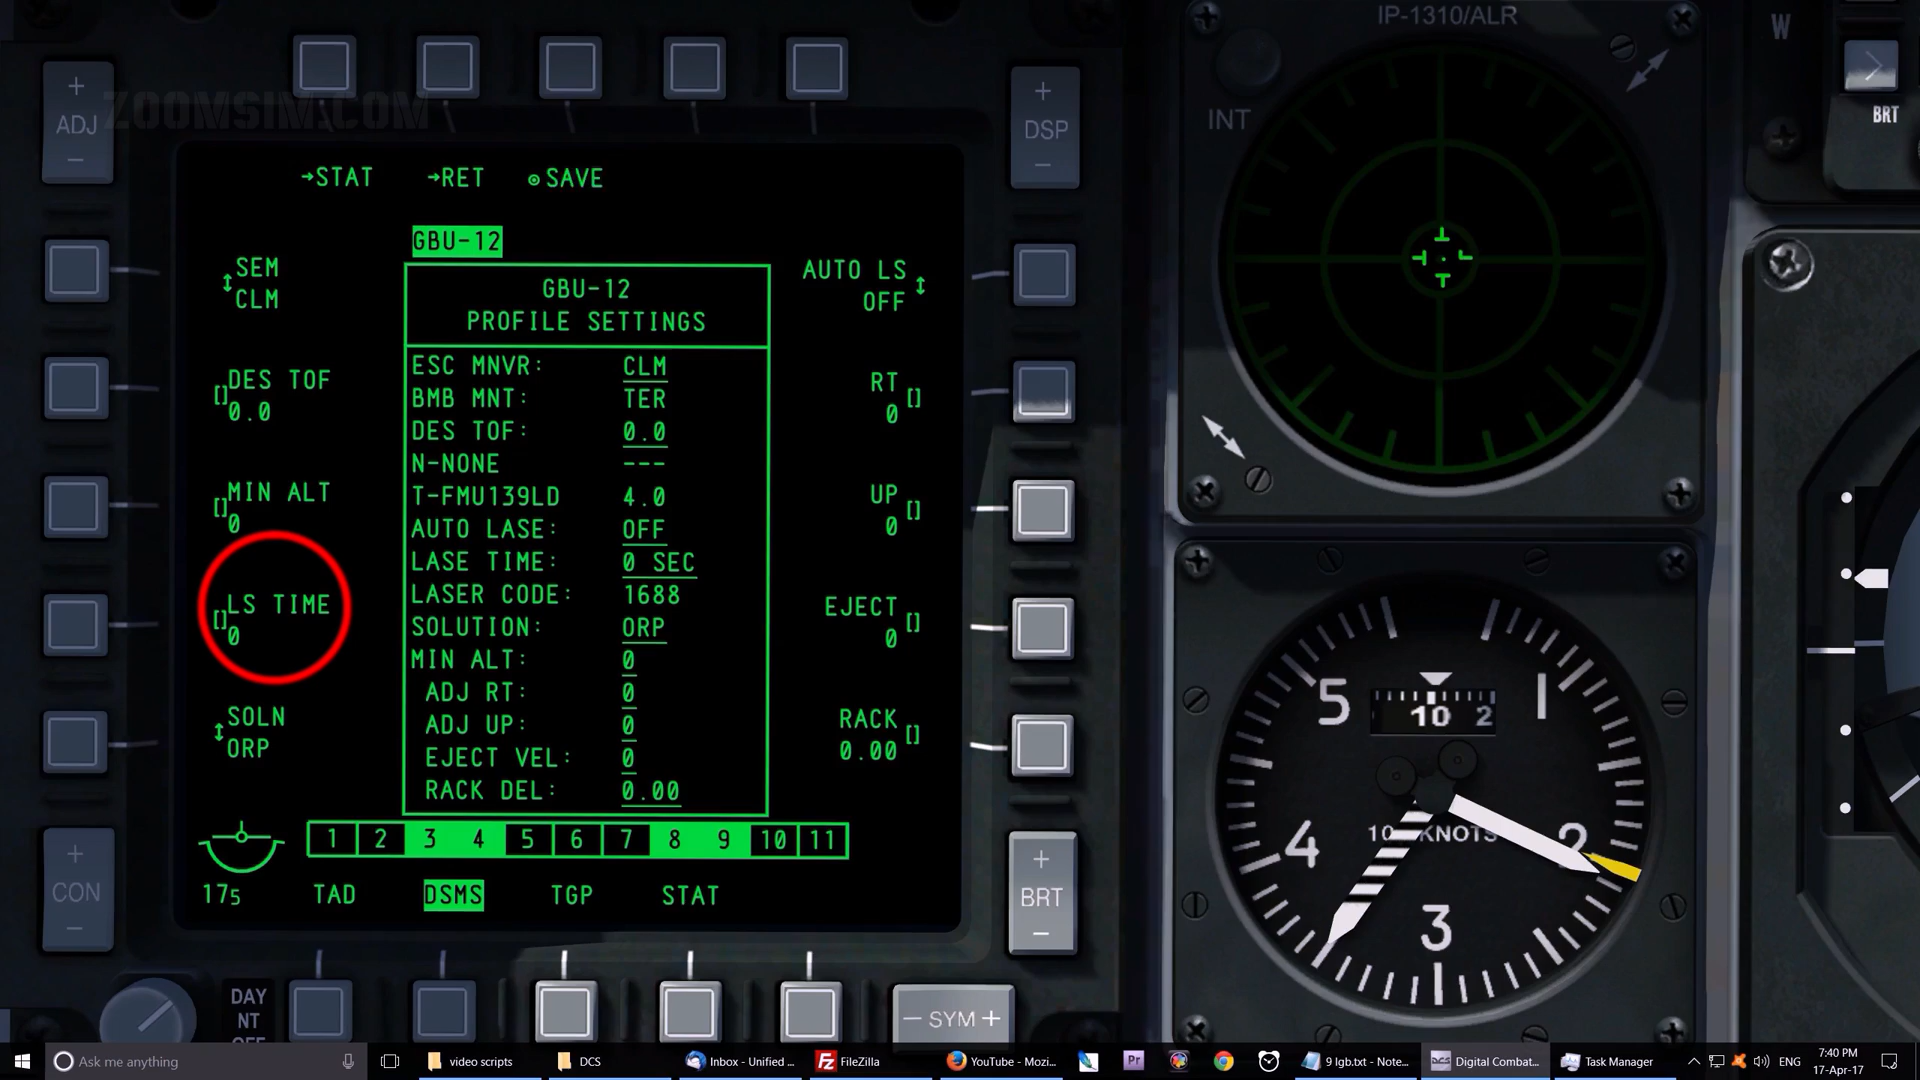 IP-1310/ALR
W
+
ADJ
-
ZOOMSIM.COM
+
DSP
-
INT
BRT
→STAT
→RET
SAVE
GBU-12
SEM
CLM
DES TOF
[]
0.0
MIN ALT
[]
0
LS TIME
[]
0
SOLN
ORP
GBU-12
PROFILE SETTINGS
ESC MNVR: CLM
BMB MNT: TER
DES TOF: 0.0
N-NONE ---
T-FMU139LD 4.0
AUTO LASE: OFF
LASE TIME: 0 SEC
LASER CODE: 1688
SOLUTION: ORP
MIN ALT: 0
ADJ RT: 0
ADJ UP: 0
EJECT VEL: 0
RACK DEL: 0.00
AUTO LS
OFF
RT
[]
0
UP
[]
0
EJECT
[]
0
RACK
[]
0.00
1 2 3 4 5 6 7 8 9 10 11
175
TAD
DSMS
TGP
STAT
+
CON
-
+
BRT
-
DAY
NT
OFF
- SYM +
5
1
10 2
4
2
KNOTS
3
Ask me anything
video scripts
DCS
Inbox - Unified ...
FileZilla
YouTube - Mozi...
Pr
9 lgb.txt - Note...
Digital Combat...
Task Manager
ENG
7:40 PM
17-Apr-17